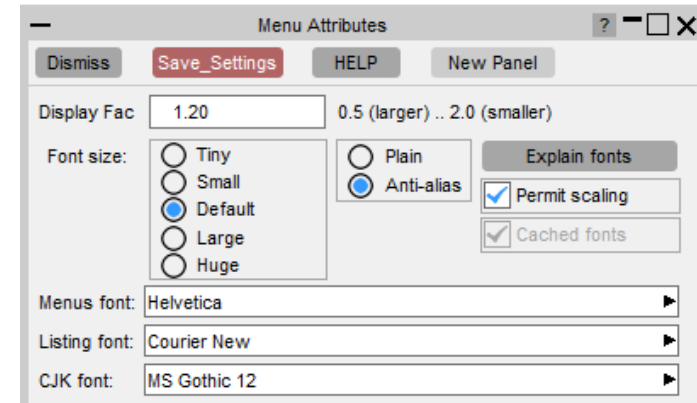 Menu Attributes ?
Dismiss Save_Settings HELP New Panel
Display Fac 1.20 0.5 (larger) .. 2.0 (smaller)
Font size: Tiny Plain Explain fonts
Small Anti-alias Permit scaling
Default Cached fonts
Large
Huge
Menus font: Helvetica
Listing font: Courier New
CJK font: MS Gothic 12